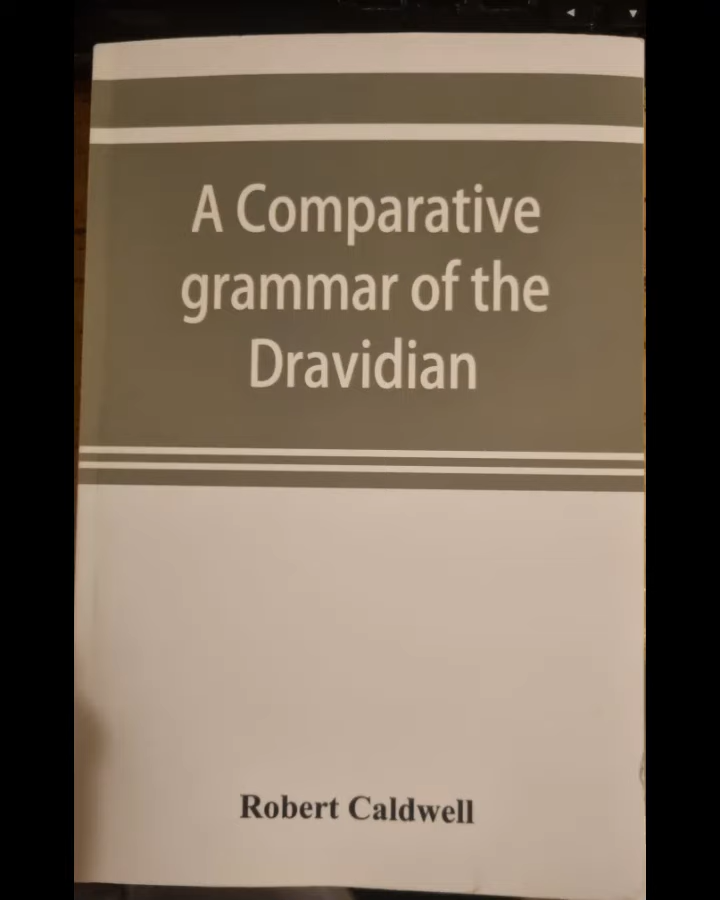 A Comparative
grammar of the
Dravidian
Robert Caldwell